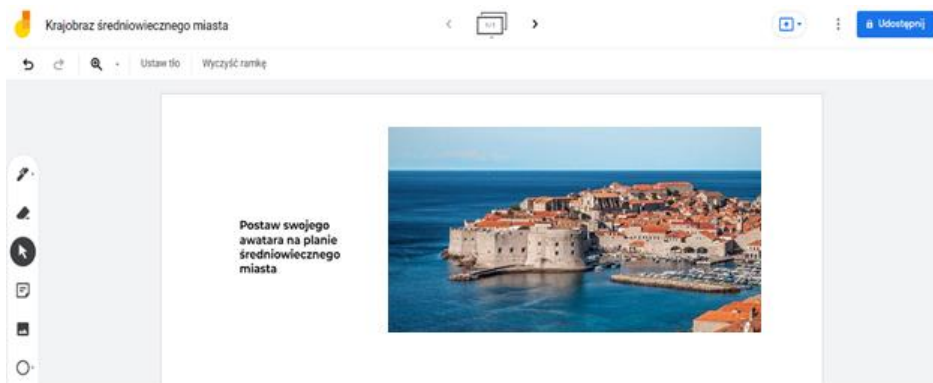 Krajobraz średniowiecznego miasta
Udostępnij
Ustaw tło Wyczyść ramkę
Postaw swojego
awatara na planie
średniowiecznego
miasta